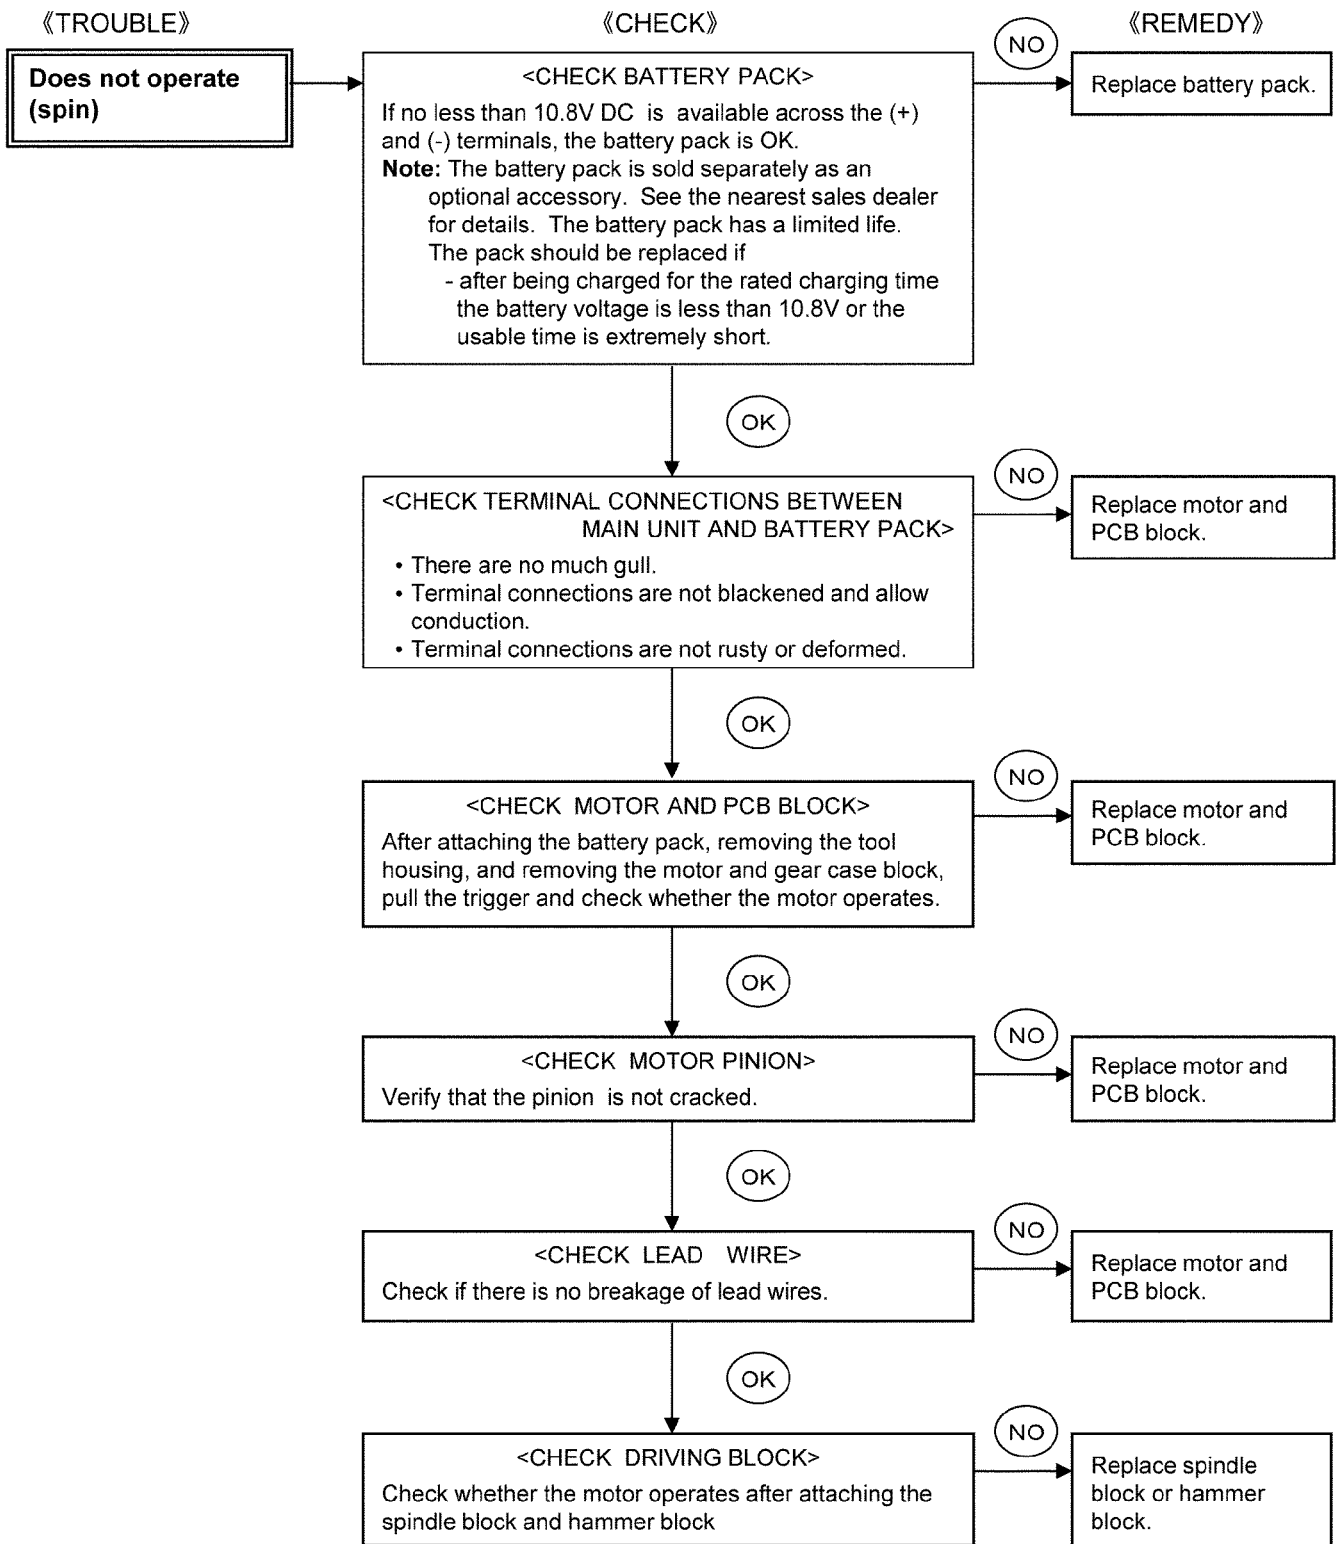 《TROUBLE》
《CHECK》
《REMEDY》
Does not operate
(spin)
<CHECK BATTERY PACK>
If no less than 10.8V DC is available across the (+)
and (-) terminals, the battery pack is OK.
Note: The battery pack is sold separately as an
optional accessory. See the nearest sales dealer
for details. The battery pack has a limited life.
The pack should be replaced if
- after being charged for the rated charging time
the battery voltage is less than 10.8V or the
usable time is extremely short.
NO
Replace battery pack.
OK
<CHECK TERMINAL CONNECTIONS BETWEEN
MAIN UNIT AND BATTERY PACK>
• There are no much gull.
• Terminal connections are not blackened and allow
conduction.
• Terminal connections are not rusty or deformed.
NO
Replace motor and
PCB block.
OK
<CHECK MOTOR AND PCB BLOCK>
After attaching the battery pack, removing the tool
housing, and removing the motor and gear case block,
pull the trigger and check whether the motor operates.
NO
Replace motor and
PCB block.
OK
<CHECK MOTOR PINION>
Verify that the pinion is not cracked.
NO
Replace motor and
PCB block.
OK
<CHECK LEAD WIRE>
Check if there is no breakage of lead wires.
NO
Replace motor and
PCB block.
OK
<CHECK DRIVING BLOCK>
Check whether the motor operates after attaching the
spindle block and hammer block
NO
Replace spindle
block or hammer
block.